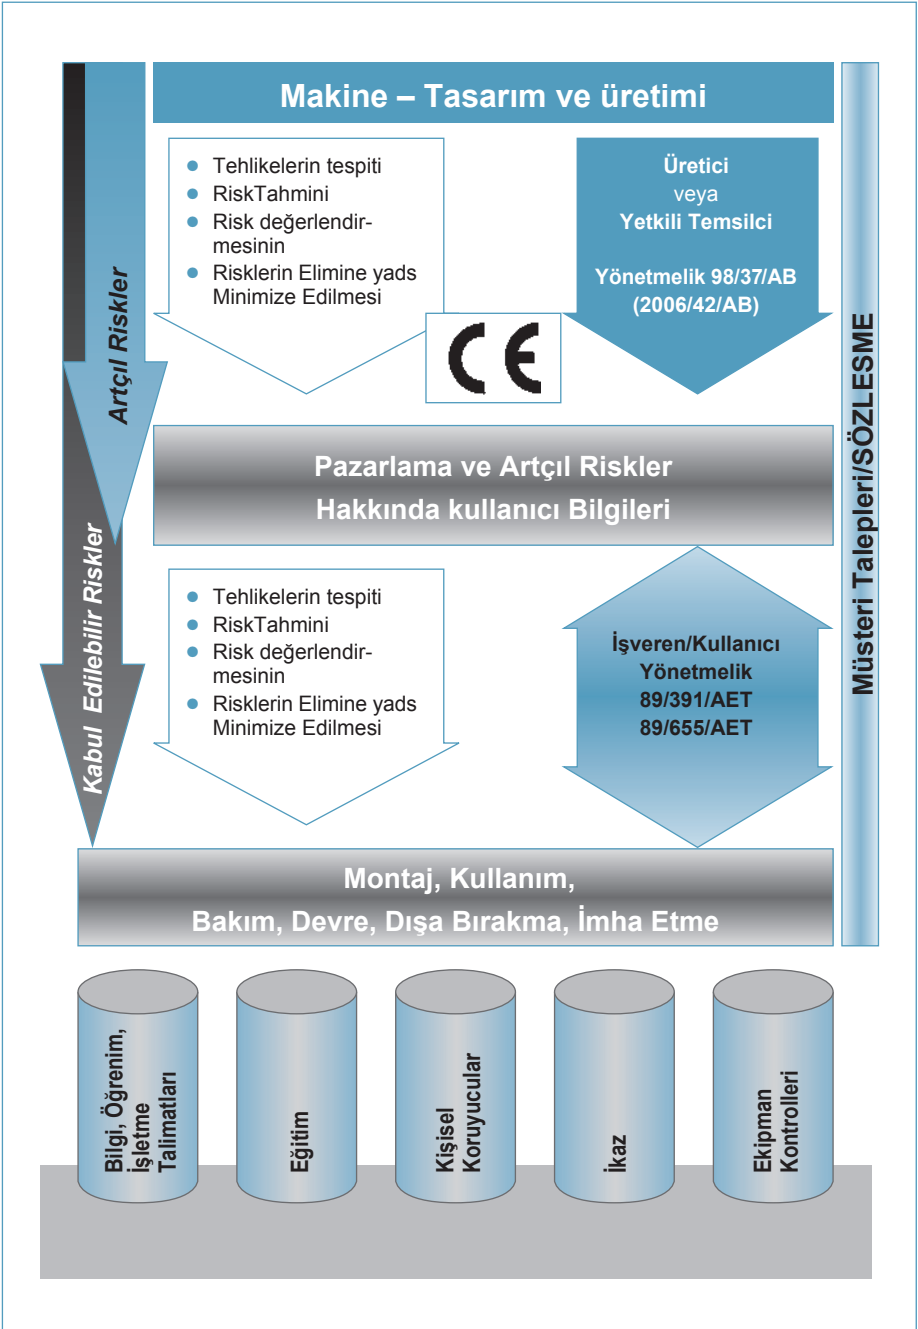 Makine – Tasarım ve üretimi
Tehlikelerin tespiti
RiskTahmini
Risk değerlendir-
mesinin
Risklerin Elimine yads
Minimize Edilmesi
Üretici
veya
Yetkili Temsilci
Yönetmelik 98/37/AB
(2006/42/AB)
CE
Artçıl Riskler
Pazarlama ve Artçıl Riskler
Hakkında kullanıcı Bilgileri
Müsteri Talepleri/SÖZLESME
Kabul Edilebilir Riskler
Tehlikelerin tespiti
RiskTahmini
Risk değerlendir-
mesinin
Risklerin Elimine yads
Minimize Edilmesi
İşveren/Kullanıcı
Yönetmelik
89/391/AET
89/655/AET
Montaj, Kullanım,
Bakım, Devre, Dışa Bırakma, İmha Etme
Bilgi, Öğrenim,
İşletme
Talimatları
Eğitim
Kişisel
Koruyucular
İkaz
Ekipman
Kontrolleri